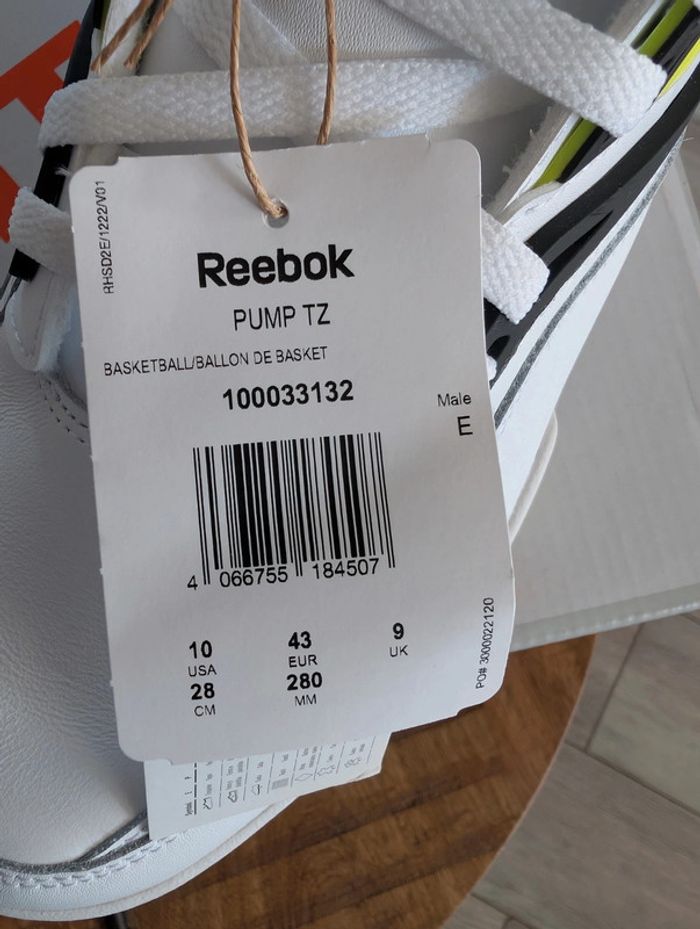 RHSD2E/1222/V01
Reebok
PUMP TZ
BASKETBALL/BALLON DE BASKET
100033132
Male
E
4 066755 184507
10 43 9
USA EUR UK
28 280
CM MM
PO# 3000022120